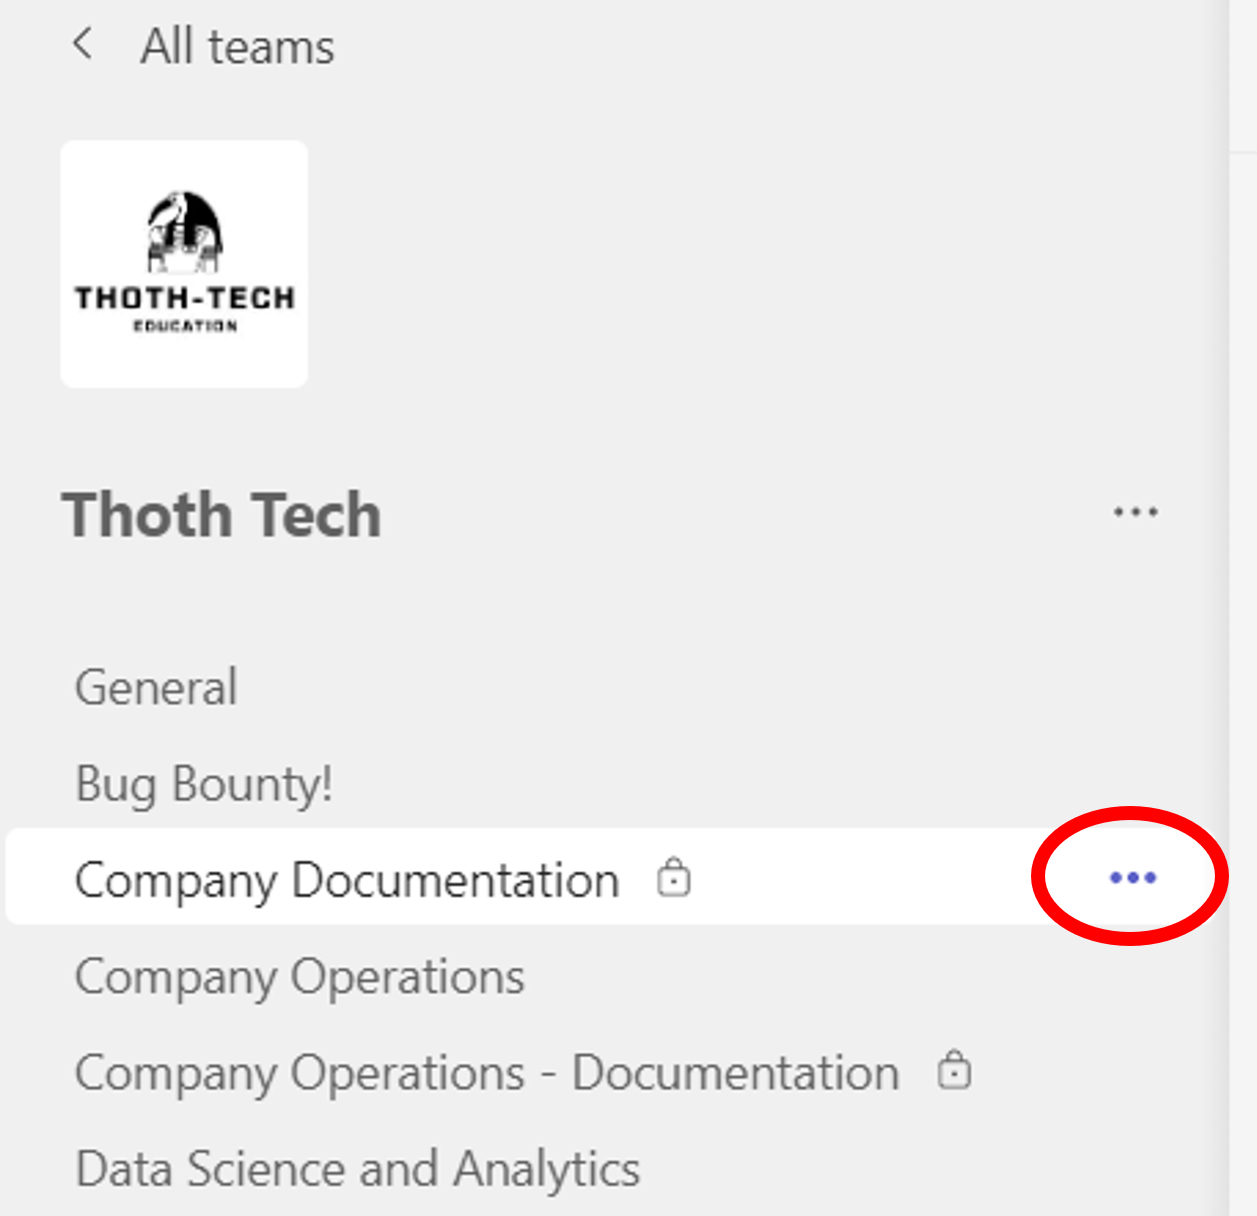 All teams
THOTH-TECH
EDUCATION
Thoth Tech
General
Bug Bounty!
Company Documentation
Company Operations
Company Operations - Documentation
Data Science and Analytics